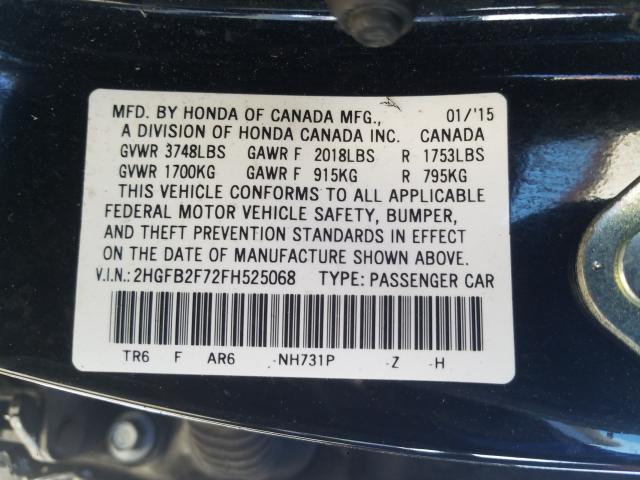 MFD. BY HONDA OF CANADA MFG., 01/'15
A DIVISION OF HONDA CANADA INC. CANADA
GVWR 3748LBS GAWR F 2018LBS R 1753LBS
GVWR 1700KG GAWR F 915KG R 795KG
THIS VEHICLE CONFORMS TO ALL APPLICABLE
FEDERAL MOTOR VEHICLE SAFETY, BUMPER,
AND THEFT PREVENTION STANDARDS IN EFFECT
ON THE DATE OF MANUFACTURE SHOWN ABOVE.
V.I.N.: 2HGFB2F72FH525068 TYPE: PASSENGER CAR
TR6 F AR6 -NH731P -Z -H